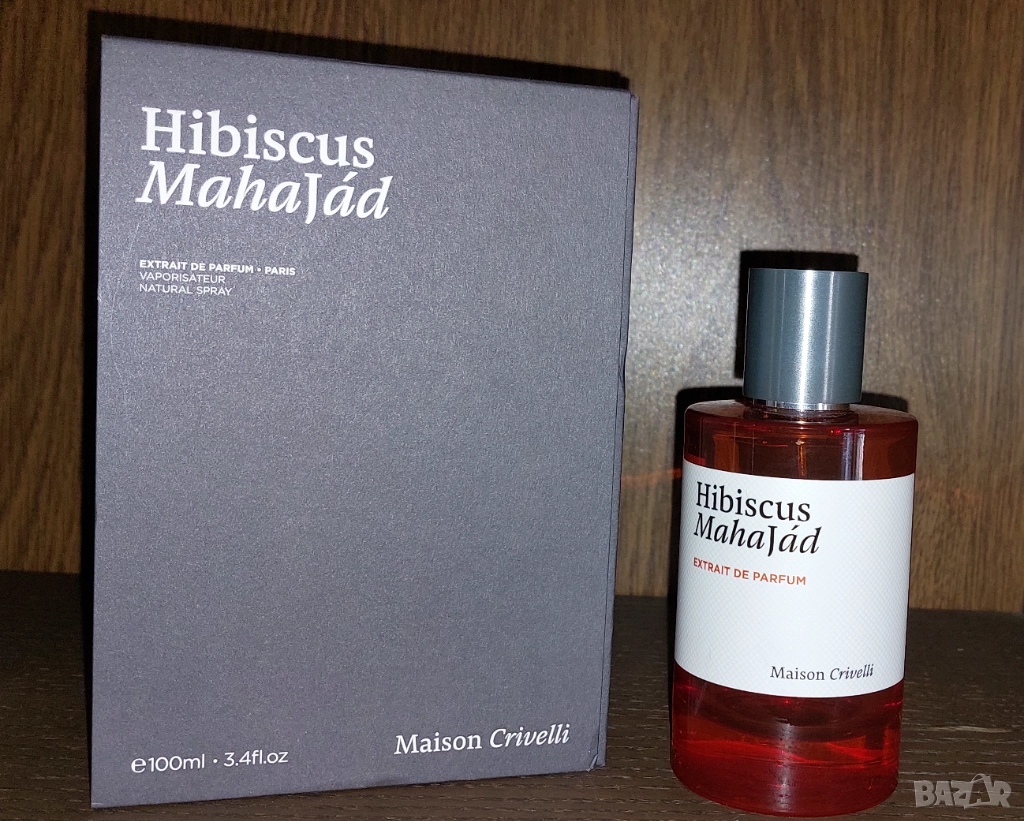 Hibiscus
MahaJád
EXTRAIT DE PARFUM • PARIS
VAPORISATEUR
NATURAL SPRAY
e100ml • 3.4fl.oz
Maison Crivelli
Hibiscus
MahaJád
EXTRAIT DE PARFUM
Maison Crivelli
BAZAR